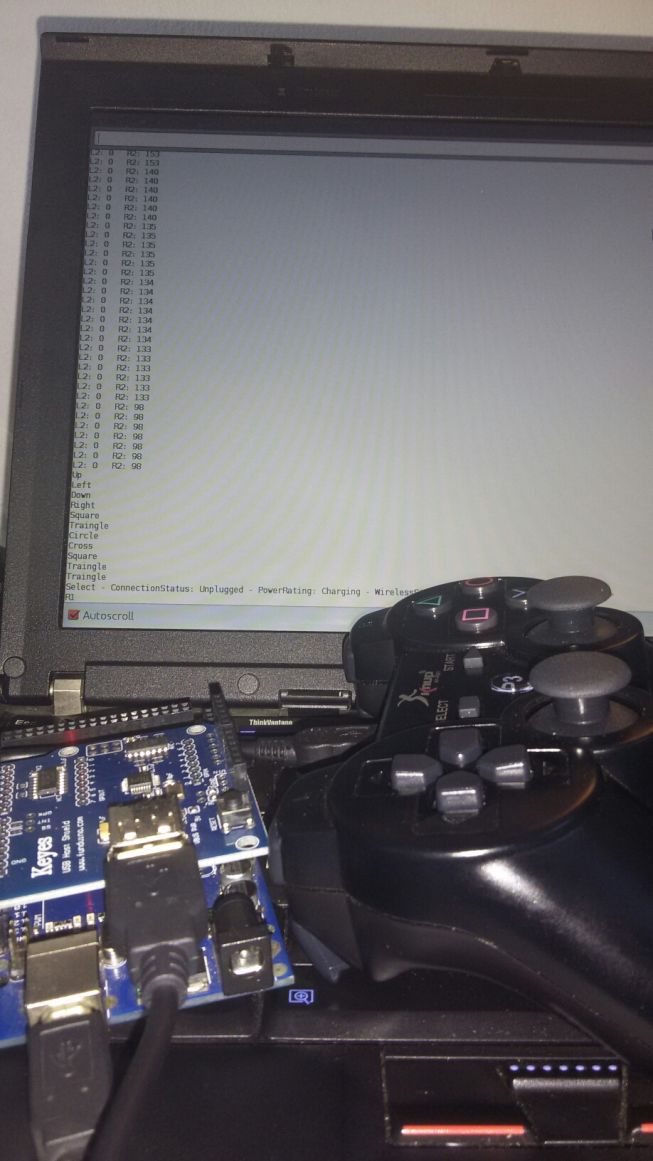 L2: 0 R2: 153
L2: 0 R2: 153
L2: 0 R2: 140
L2: 0 R2: 140
L2: 0 R2: 140
L2: 0 R2: 140
L2: 0 R2: 140
L2: 0 R2: 140
L2: 0 R2: 135
L2: 0 R2: 135
L2: 0 R2: 135
L2: 0 R2: 135
L2: 0 R2: 135
L2: 0 R2: 135
L2: 0 R2: 134
L2: 0 R2: 134
L2: 0 R2: 134
L2: 0 R2: 134
L2: 0 R2: 134
L2: 0 R2: 134
L2: 0 R2: 134
L2: 0 R2: 133
L2: 0 R2: 133
L2: 0 R2: 133
L2: 0 R2: 133
L2: 0 R2: 133
L2: 0 R2: 133
L2: 0 R2: 98
L2: 0 R2: 98
L2: 0 R2: 98
L2: 0 R2: 98
L2: 0 R2: 98
L2: 0 R2: 98
L2: 0 R2: 98
Up
Left
Down
Right
Square
Traingle
Circle
Cross
Square
Traingle
Traingle
Select - ConnectionStatus: Unplugged - PowerRating: Charging - Wireless
R1
Autoscroll
START
ThinkVantage
RESET
GND
Keyes
USB Host Shield